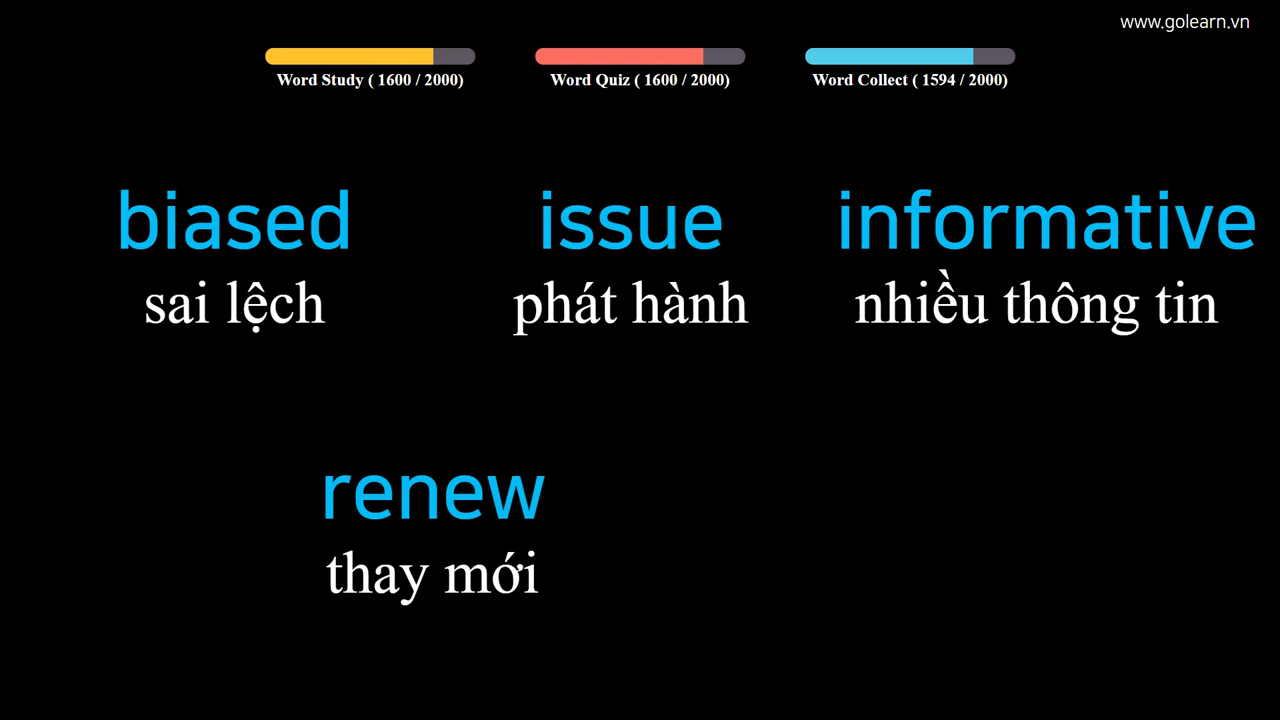 www.golearn.vn
Word Study ( 1600 / 2000)
Word Quiz ( 1600 / 2000)
Word Collect ( 1594 / 2000)
biased
sai lệch
issue
phát hành
informative
nhiều thông tin
renew
thay mới